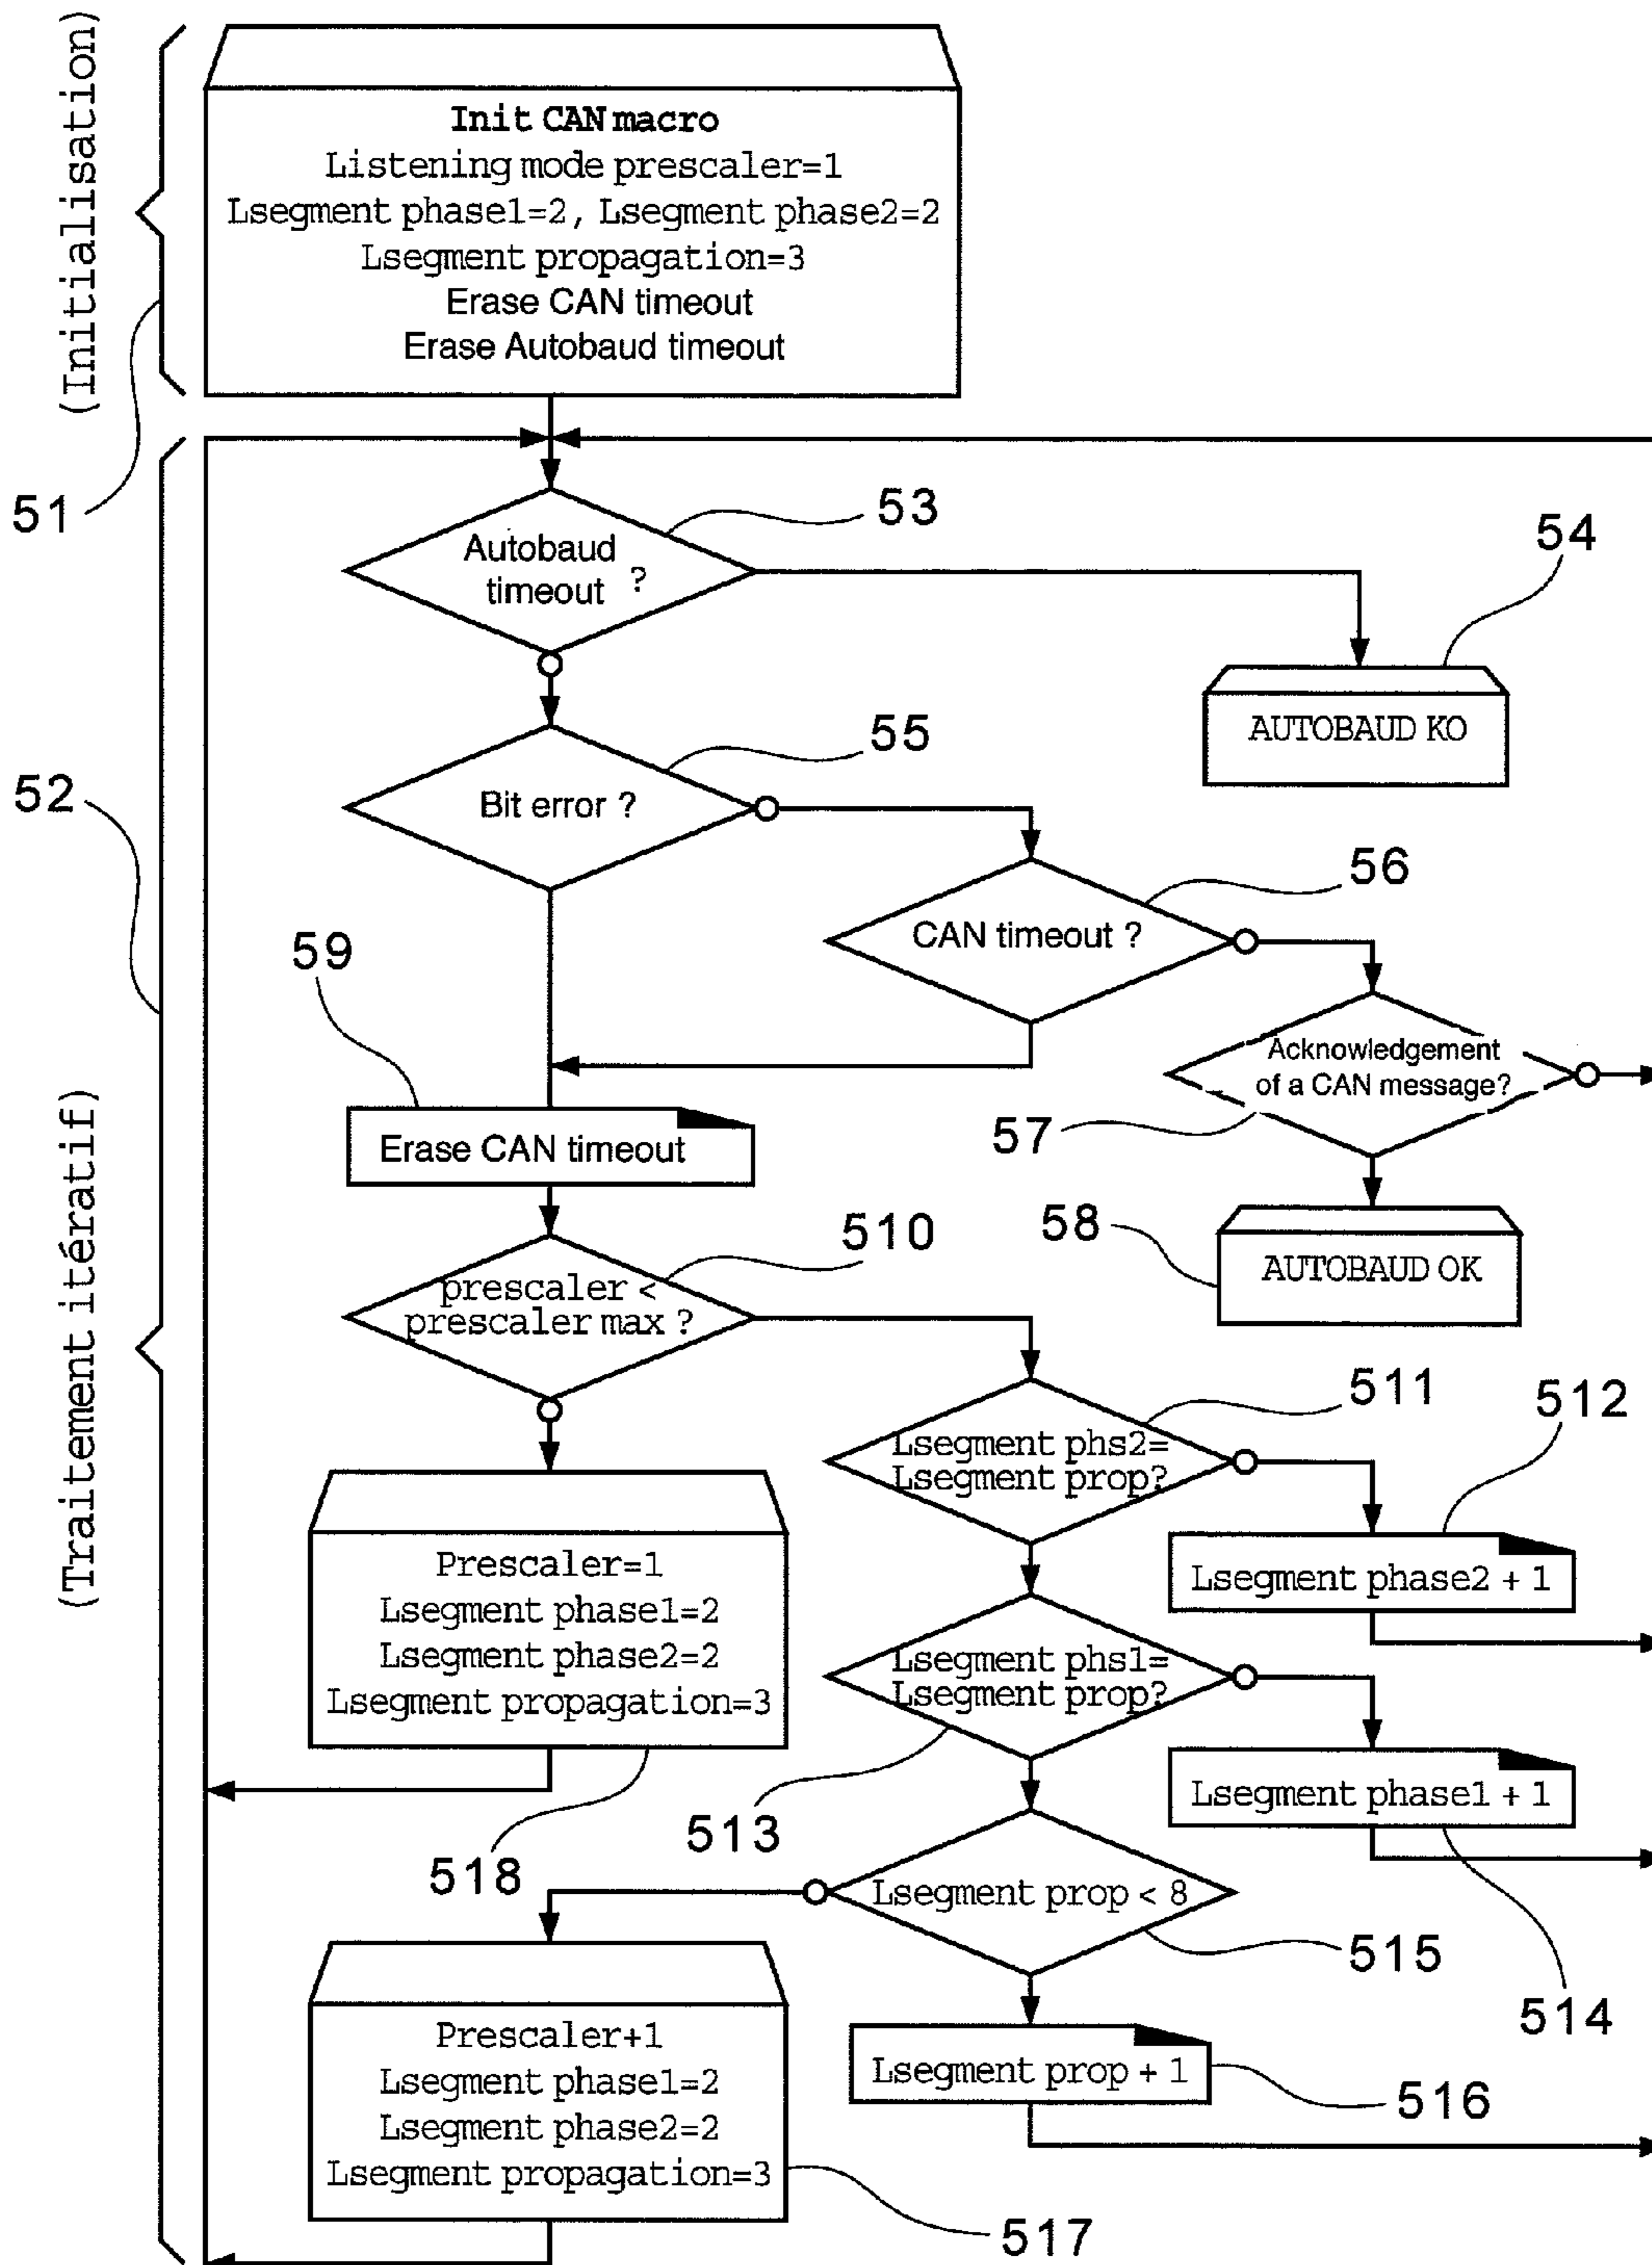 (Initialisation)
Init CAN macro
Listening mode prescaler=1
Lsegment phase1=2, Lsegment phase2=2
Lsegment propagation=3
Erase CAN timeout
Erase Autobaud timeout
51
53
Autobaud
timeout ?
54
AUTOBAUD KO
55
Bit error ?
52
56
CAN timeout ?
59
Acknowledgement
of a CAN message?
57
Erase CAN timeout
58
AUTOBAUD OK
(Traitement itératif)
510
prescaler <
prescaler max ?
511
Lsegment phs2=
Lsegment prop?
512
Lsegment phase2 + 1
Prescaler=1
Lsegment phase1=2
Lsegment phase2=2
Lsegment propagation=3
518
Lsegment phs1=
Lsegment prop?
513
Lsegment phase1 + 1
514
Lsegment prop < 8
515
Lsegment prop + 1
516
Prescaler+1
Lsegment phase1=2
Lsegment phase2=2
Lsegment propagation=3
517